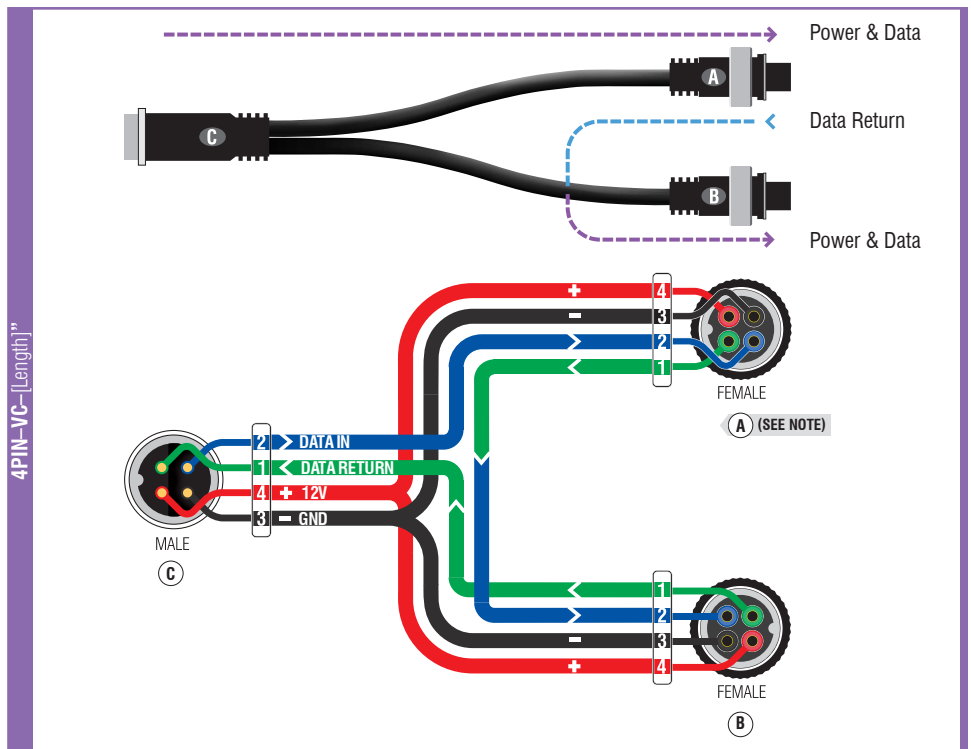 4PIN–VC–[Length]"
Power & Data
A
C
Data Return
B
Power & Data
4
3
2
1
FEMALE
A (SEE NOTE)
2 DATA IN
1 DATA RETURN
4 + 12V
3 – GND
MALE
C
1
2
3
4
FEMALE
B